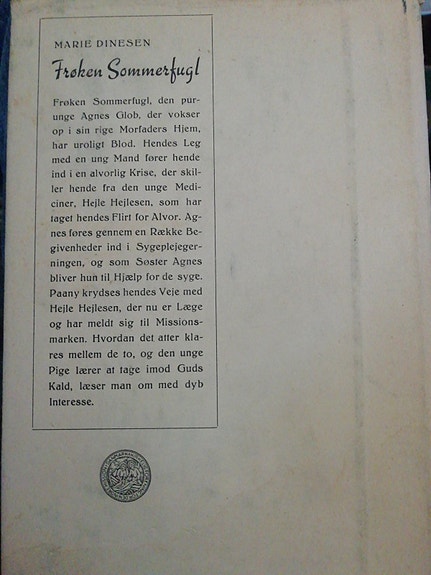 MARIE DINESEN
Frøken Sommerfugl
Frøken Sommerfugl, den pur-
unge Agnes Glob, der vokser
op i sin rige Morfaders Hjem,
har uroligt Blod. Hendes Leg
med en ung Mand fører hende
ind i en alvorlig Krise, der skil-
ler hende fra den unge Medi-
ciner, Hejle Hejlesen, som har
taget hendes Flirt for Alvor. Ag-
nes føres gennem en Række Be-
givenheder ind i Sygeplejeger-
ningen, og som Søster Agnes
bliver hun til Hjælp for de syge.
Paany krydses hendes Veje med
Hejle Hejlesen, der nu er Læge
og har meldt sig til Missions-
marken. Hvordan det atter kla-
res mellem de to, og den unge
Pige lærer at tage imod Guds
Kald, læser man om med dyb
Interesse.